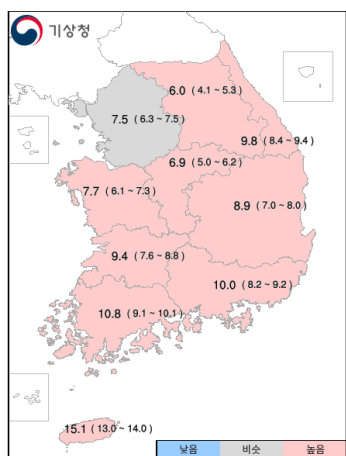 기상청
6.0 ( 4.1 ~ 5.3 )
7.5 ( 6.3 ~ 7.5 )
9.8 ( 8.4 ~ 9.4 )
6.9 ( 5.0 ~ 6.2 )
7.7 ( 6.1 ~ 7.3 )
8.9 ( 7.0 ~ 8.0 )
9.4 ( 7.6 ~ 8.8 )
10.0 ( 8.2 ~ 9.2 )
10.8 ( 9.1 ~ 10.1 )
15.1 ( 13.0 ~ 14.0 )
낮음 비슷 높음